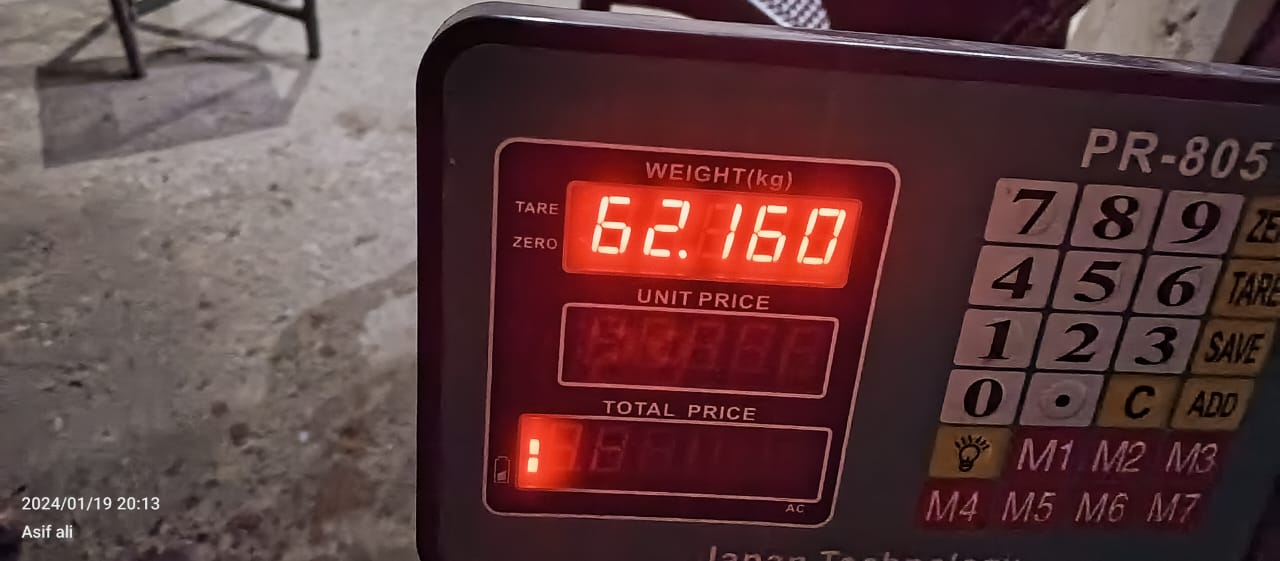 PR-805
WEIGHT(kg)
TARE
62.160
ZERO
UNIT PRICE
TOTAL PRICE
1
AC
7 8 9
4 5 6 TARE
1 2 3 SAVE
0 . C ADD
M1 M2 M3
M4 M5 M6 M7
Japan Technology
2024/01/19 20:13
Asif ali